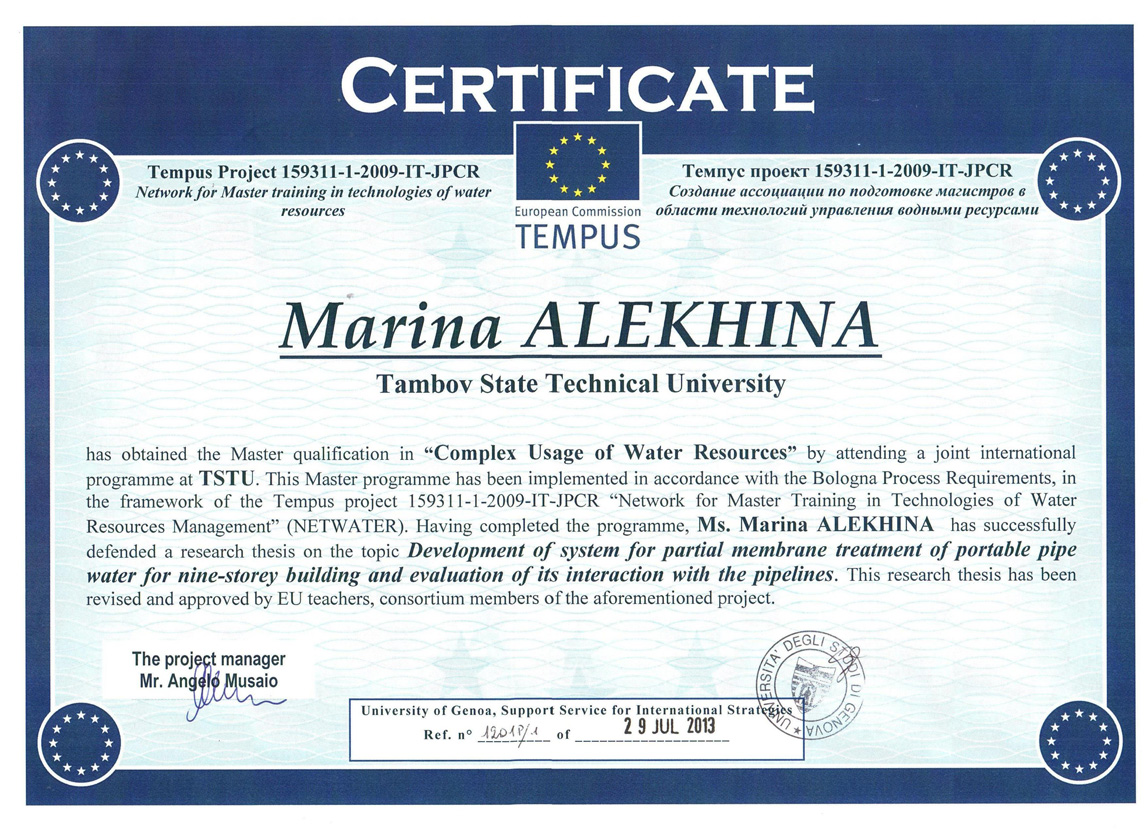 CERTIFICATE
Tempus Project 159311-1-2009-IT-JPCR
Network for Master training in technologies of water
resources
European Commission
TEMPUS
Темпус проект 159311-1-2009-IT-JPCR
Создание ассоциации по подготовке магистров в
области технологий управления водными ресурсами
Marina ALEKHINA
Tambov State Technical University
has obtained the Master qualification in “Complex Usage of Water Resources” by attending a joint international
programme at TSTU. This Master programme has been implemented in accordance with the Bologna Process Requirements, in
the framework of the Tempus project 159311-1-2009-IT-JPCR “Network for Master Training in Technologies of Water
Resources Management” (NETWATER). Having completed the programme, Ms. Marina ALEKHINA has successfully
defended a research thesis on the topic Development of system for partial membrane treatment of portable pipe
water for nine-storey building and evaluation of its interaction with the pipelines. This research thesis has been
revised and approved by EU teachers, consortium members of the aforementioned project.
The project manager
Mr. Angelo Musaio
University of Genoa, Support Service for International Strategies
Ref. n° of 29 JUL 2013
UNIVERSITA' DEGLI STUDI DI GENOVA